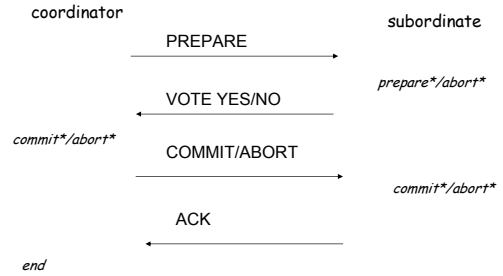 coordinator
subordinate
PREPARE
prepare*/abort*
VOTE YES/NO
commit*/abort*
COMMIT/ABORT
commit*/abort*
ACK
end